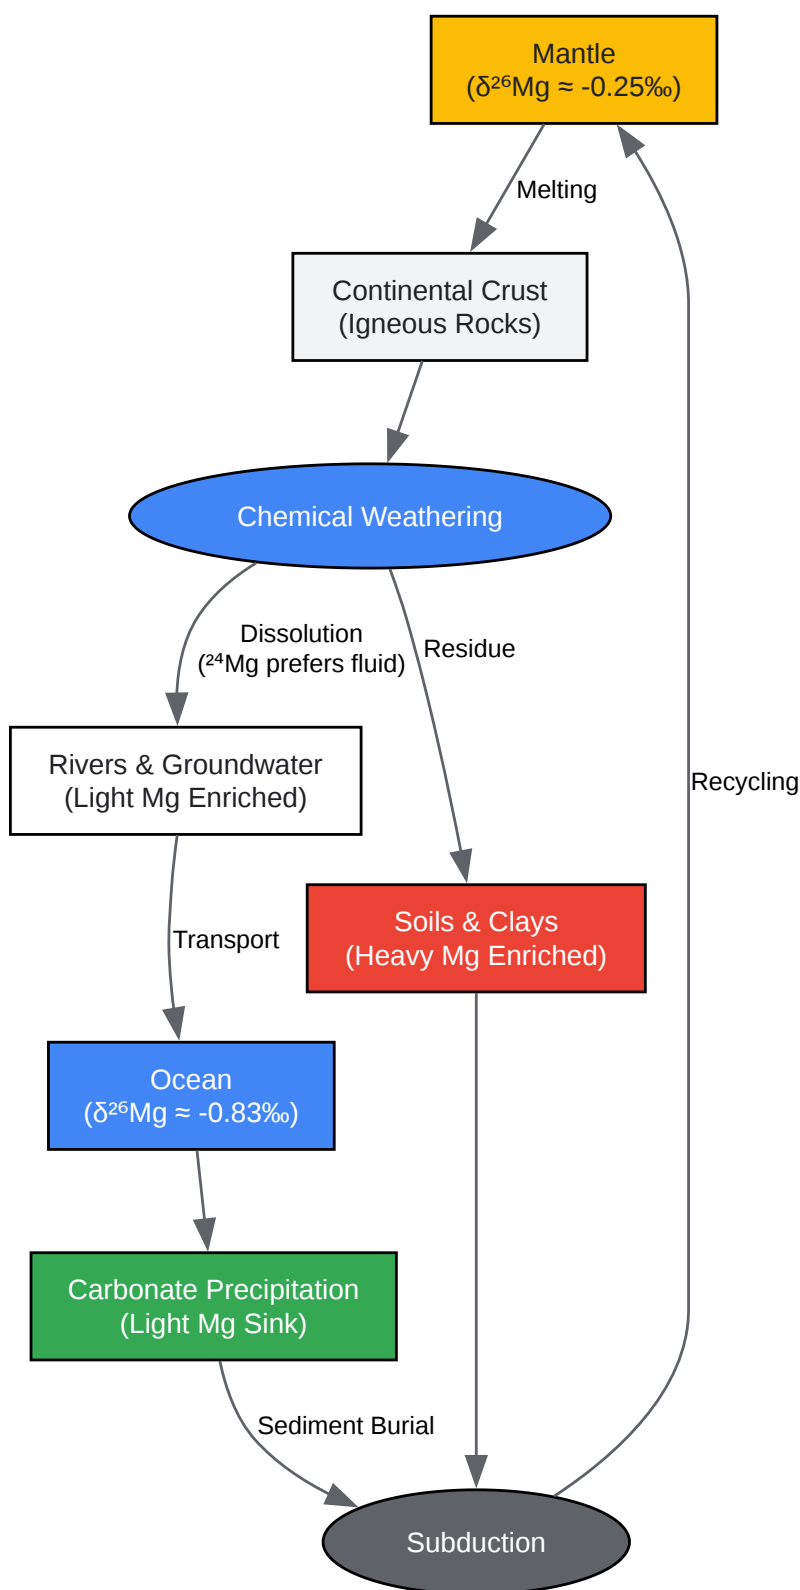 Mantle
(δ²⁶Mg ≈ -0.25‰)
Melting
Continental Crust
(Igneous Rocks)
Chemical Weathering
Dissolution
(²⁴Mg prefers fluid)
Residue
Rivers & Groundwater
(Light Mg Enriched)
Recycling
Soils & Clays
(Heavy Mg Enriched)
Transport
Ocean
(δ²⁶Mg ≈ -0.83‰)
Carbonate Precipitation
(Light Mg Sink)
Sediment Burial
Subduction